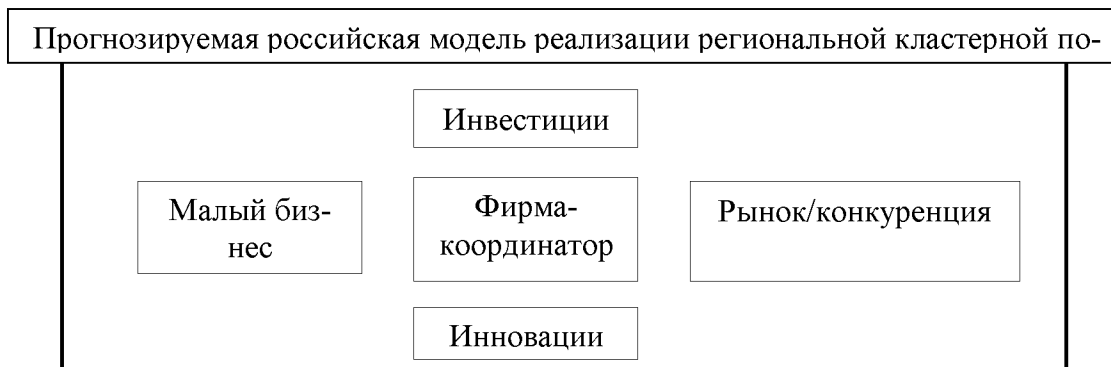 Прогнозируемая российская модель реализации региональной кластерной по-
Инвестиции
Малый биз-
нес
Фирма-
координатор
Рынок/конкуренция
Инновации